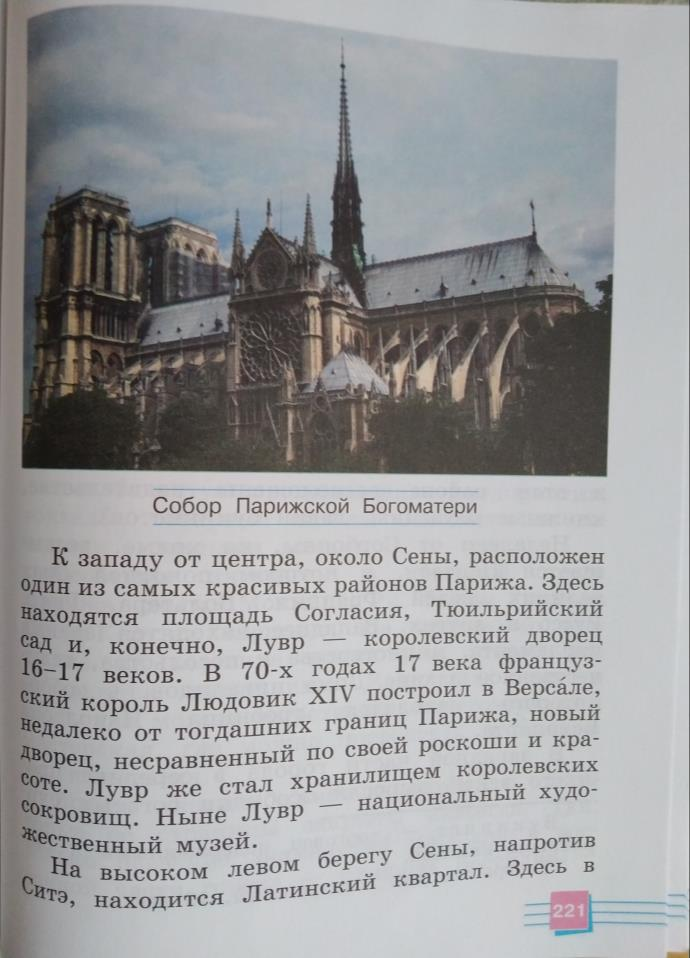 Собор Парижской Богоматери
К западу от центра, около Сены, расположен
один из самых красивых районов Парижа. Здесь
находятся площадь Согласия, Тюильрийский
сад и, конечно, Лувр — королевский дворец
16–17 веков. В 70-х годах 17 века француз-
ский король Людовик XIV построил в Верса́ле,
недалеко от тогдашних границ Парижа, новый
дворец, несравненный по своей роскоши и кра-
соте. Лувр же стал хранилищем королевских
сокровищ. Ныне Лувр — национальный худо-
жественный музей.
На высоком левом берегу Сены, напротив
Ситэ, находится Латинский квартал. Здесь в
221